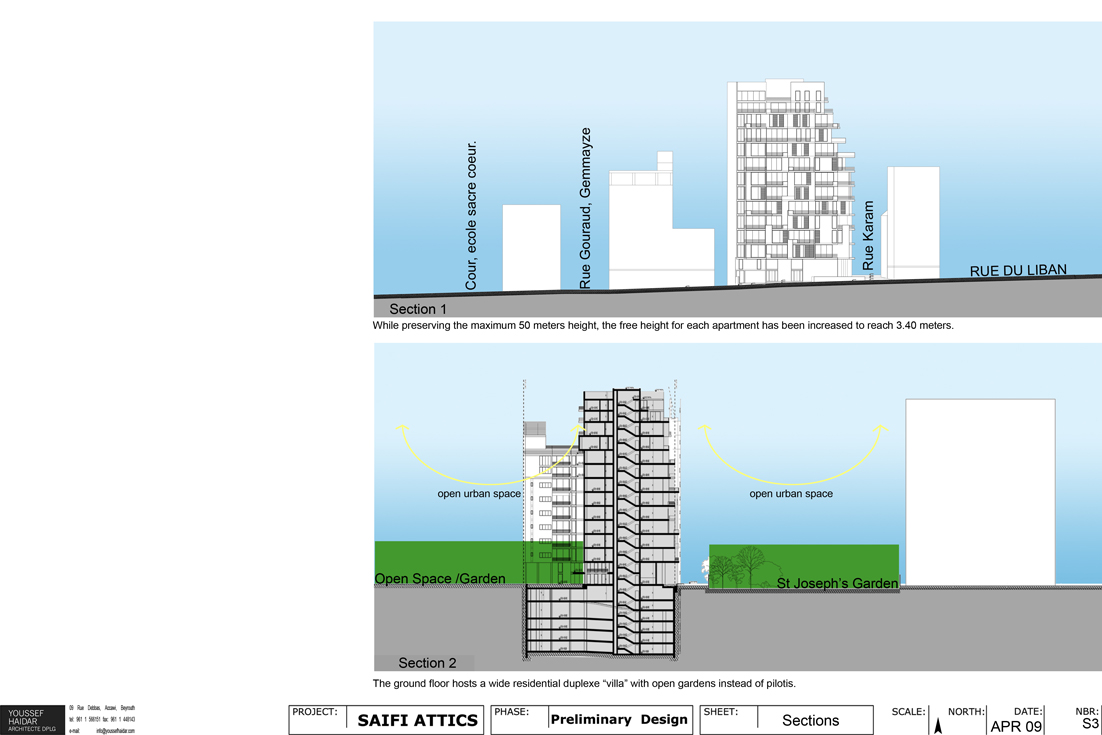 Cour, ecole sacre coeur.
Rue Gouraud, Gemmayze
Rue Karam
RUE DU LIBAN
Section 1
While preserving the maximum 50 meters height, the free height for each apartment has been increased to reach 3.40 meters.
open urban space
open urban space
Open Space /Garden
St Joseph's Garden
Section 2
The ground floor hosts a wide residential duplexe “villa” with open gardens instead of pilotis.
YOUSSEF
HAIDAR
ARCHITECTE DPLG
09 Rue Debbas, Accawi, Beyrouth
tel: 961 1 566151 fax: 961 1 448143
e-mail: info@youssefhaidar.com
PROJECT: SAIFI ATTICS
PHASE: Preliminary Design
SHEET: Sections
SCALE:
NORTH:
DATE: APR 09
NBR: S3